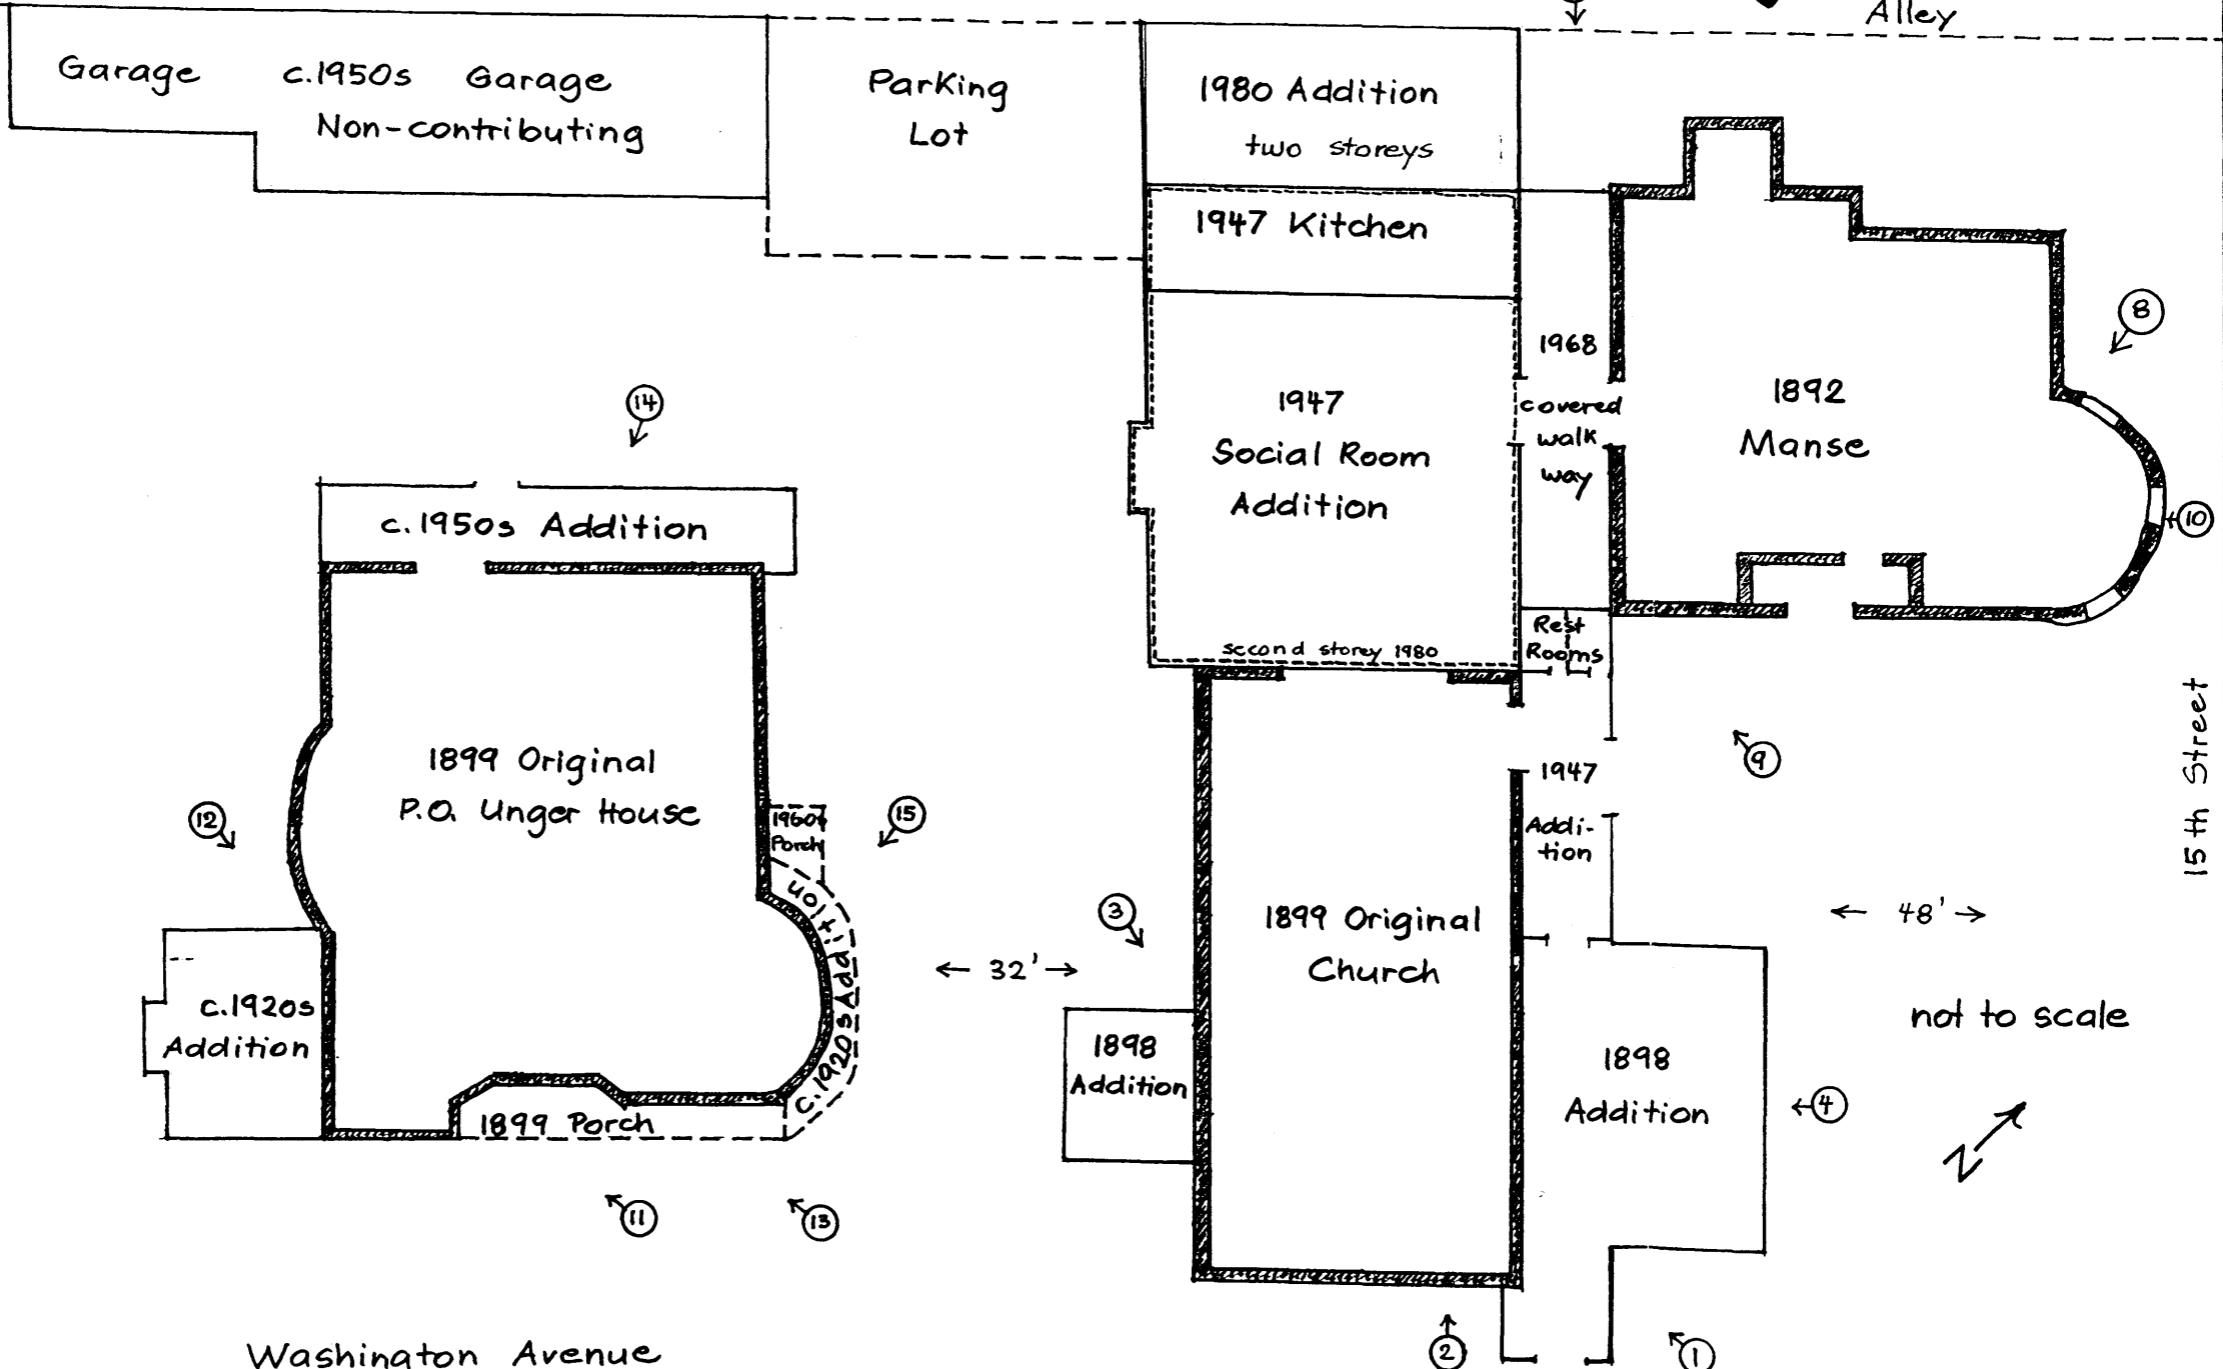 Alley
Garage
c.1950s Garage
Non-contributing
Parking
Lot
1980 Addition
two storeys
1947 Kitchen
1968
covered
walk
way
1947
Social Room
Addition
second storey 1980
1892
Manse
8
10
14
c.1950s Addition
Rest
Rooms
15th Street
1899 Original
P.O. Unger House
12
1960s
Porch
15
c.1920s Addition
c.1920s
Addition
1899 Porch
11
13
← 32' →
3
1899 Original
Church
1947
Addi-
tion
9
← 48' →
not to scale
1898
Addition
1898
Addition
4
N
2
1
Washington Avenue